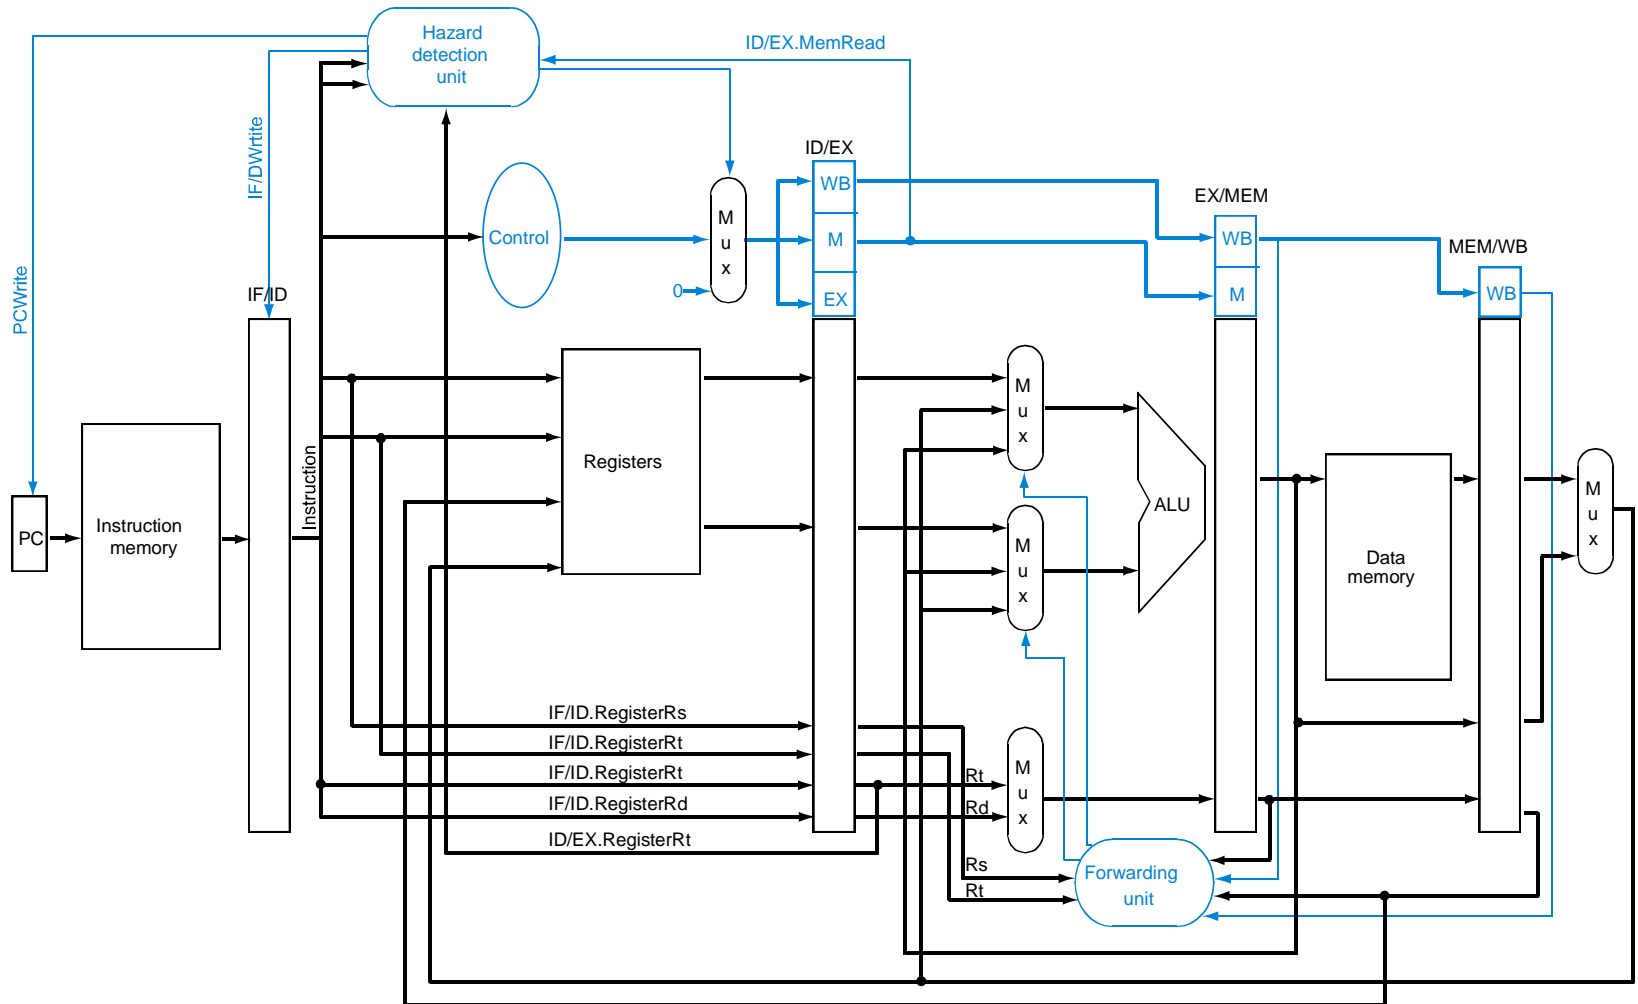 Hazard
detection
unit
ID/EX.MemRead
IF/DWrtite
PCWrite
ID/EX
WB
M
EX
Control
M
u
x
0
EX/MEM
WB
M
MEM/WB
WB
IF/ID
Instruction
PC
Instruction
memory
Registers
M
u
x
M
u
x
ALU
Data
memory
M
u
x
IF/ID.RegisterRs
IF/ID.RegisterRt
IF/ID.RegisterRt
IF/ID.RegisterRd
ID/EX.RegisterRt
Rt
Rd
M
u
x
Rs
Rt
Forwarding
unit